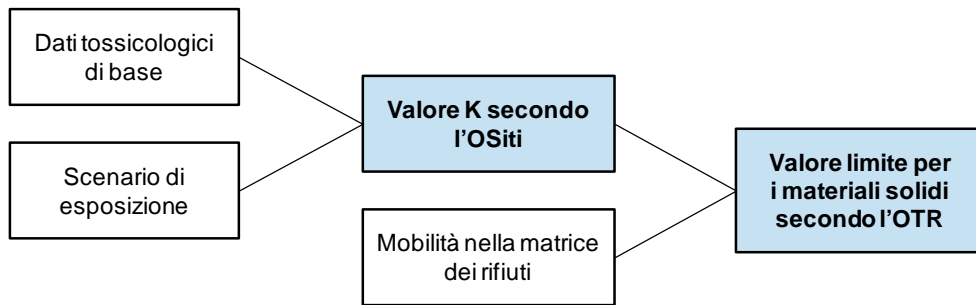 Dati tossicologici
di base
Scenario di
esposizione
Valore K secondo
l'OSiti
Mobilità nella matrice
dei rifiuti
Valore limite per
i materiali solidi
secondo l'OTR